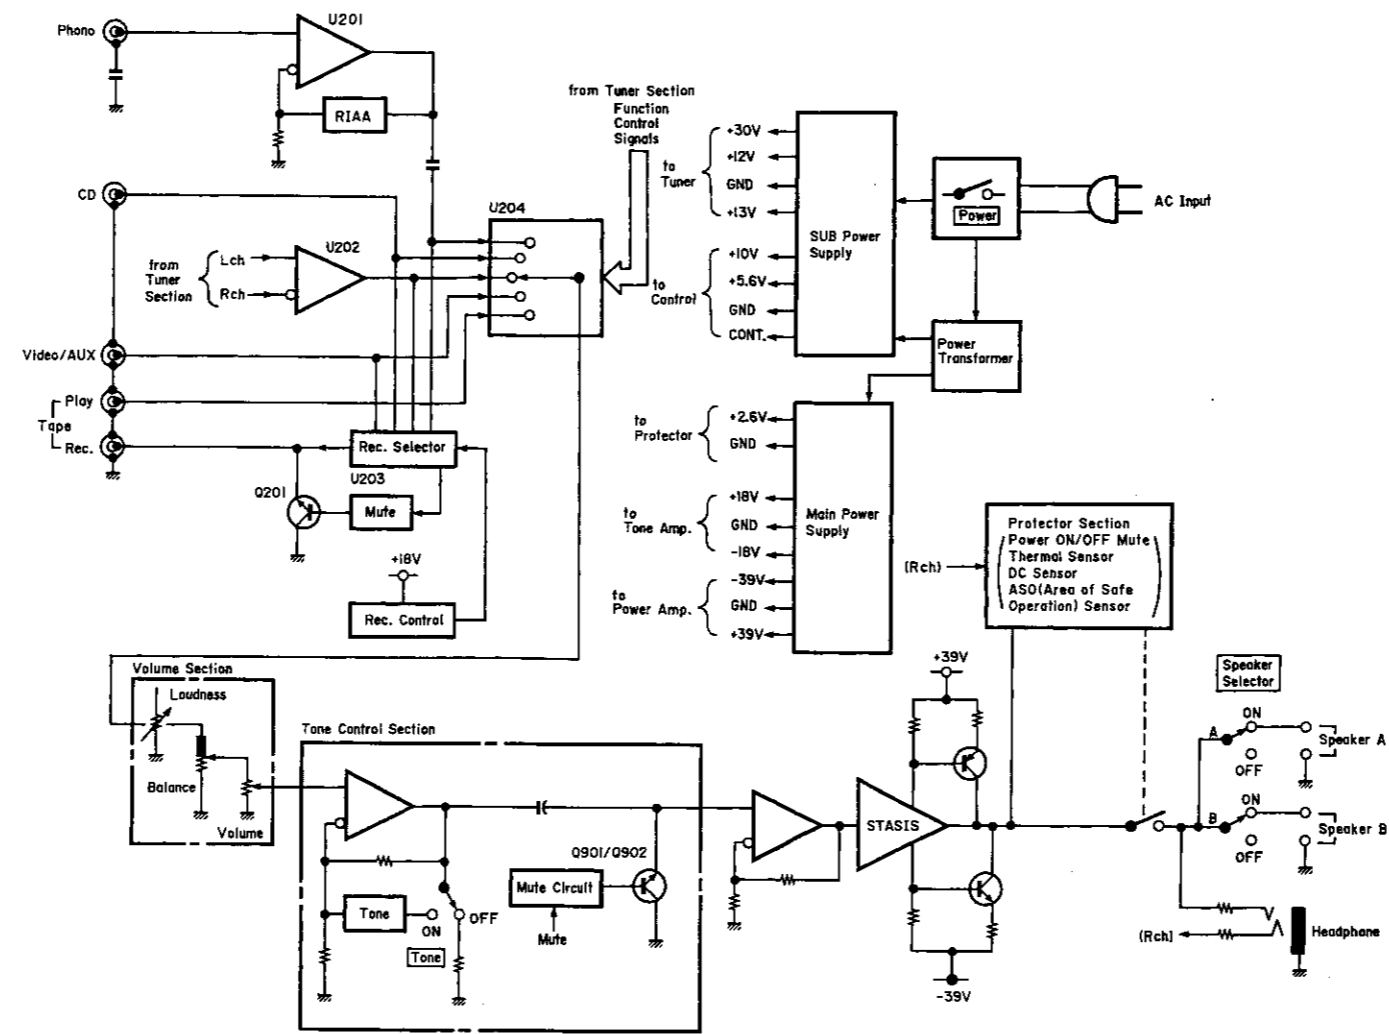 Phono
U201
RIAA
from Tuner Section
Function
Control
Signals
CD
U204
U202
from
Tuner
Section
Lch
Rch
Video/AUX
Play
Tape
Rec.
Rec. Selector
U203
Q201
Mute
+18V
Rec. Control
to
Tuner
+30V
+12V
GND
+13V
to
Control
+10V
+5.6V
GND
CONT.
SUB Power
Supply
Power
AC Input
Power
Transformer
to
Protector
+2.6V
GND
to
Tone Amp.
+18V
GND
-18V
to
Power Amp.
-39V
GND
+39V
Main Power
Supply
(Rch)
Protector Section
Power ON/OFF Mute
Thermal Sensor
DC Sensor
ASO(Area of Safe
Operation) Sensor
Volume Section
Loudness
Balance
Volume
Tone Control Section
Tone
ON
OFF
Tone
Q901/Q902
Mute Circuit
Mute
STASIS
+39V
-39V
Speaker
Selector
A
ON
OFF
Speaker A
B
ON
OFF
Speaker B
(Rch)
Headphone